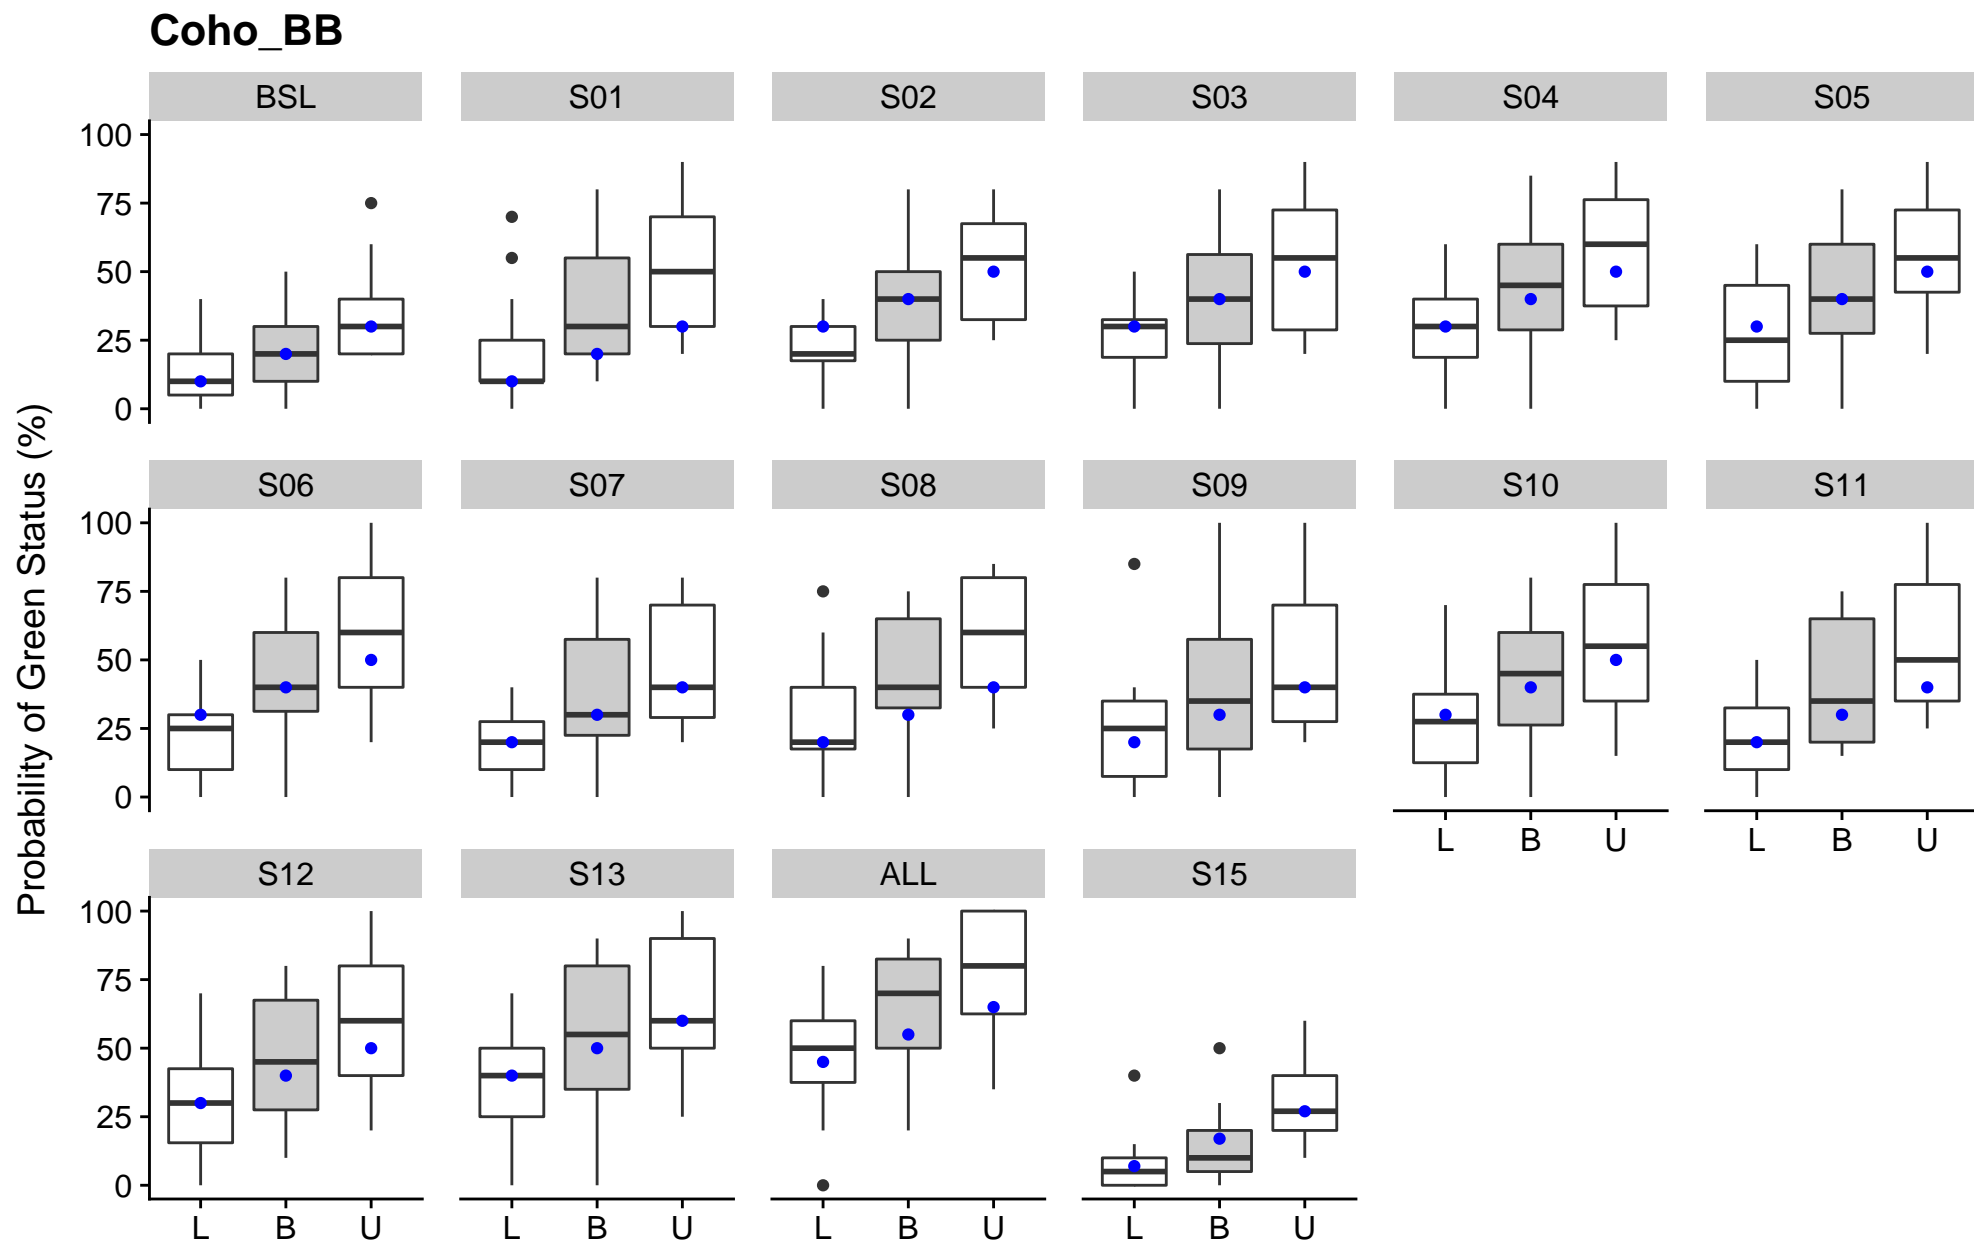 Coho_BB
BSL S01 S02 S03 S04 S05
100
75
50
25
0
S06 S07 S08 S09 S10 S11
100
75
50
25
0
L B U L B U
S12 S13 ALL S15
100
75
50
25
0
L B U L B U L B U L B U
Probability of Green Status (%)